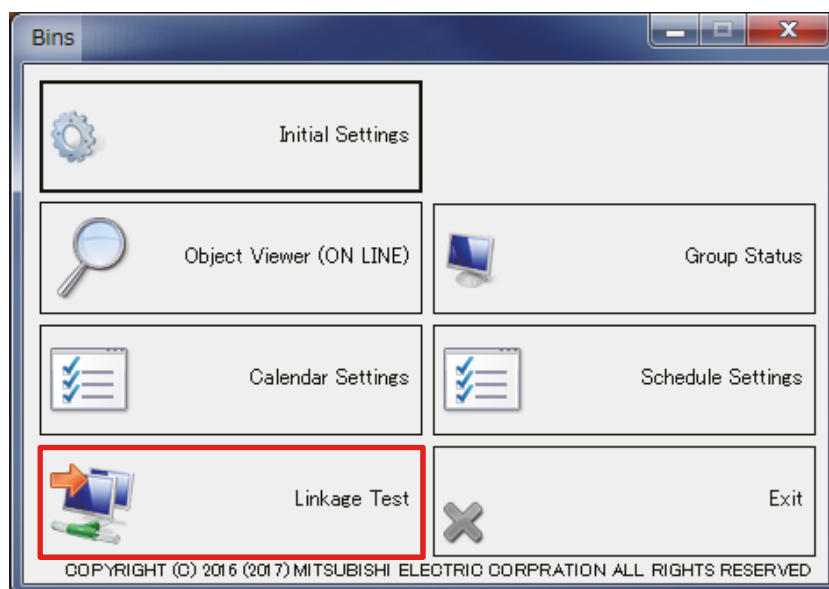 Bins
Initial Settings
Object Viewer (ON LINE)
Group Status
Calendar Settings
Schedule Settings
Linkage Test
Exit
COPYRIGHT (C) 2016 (2017) MITSUBISHI ELECTRIC CORPRATION ALL RIGHTS RESERVED